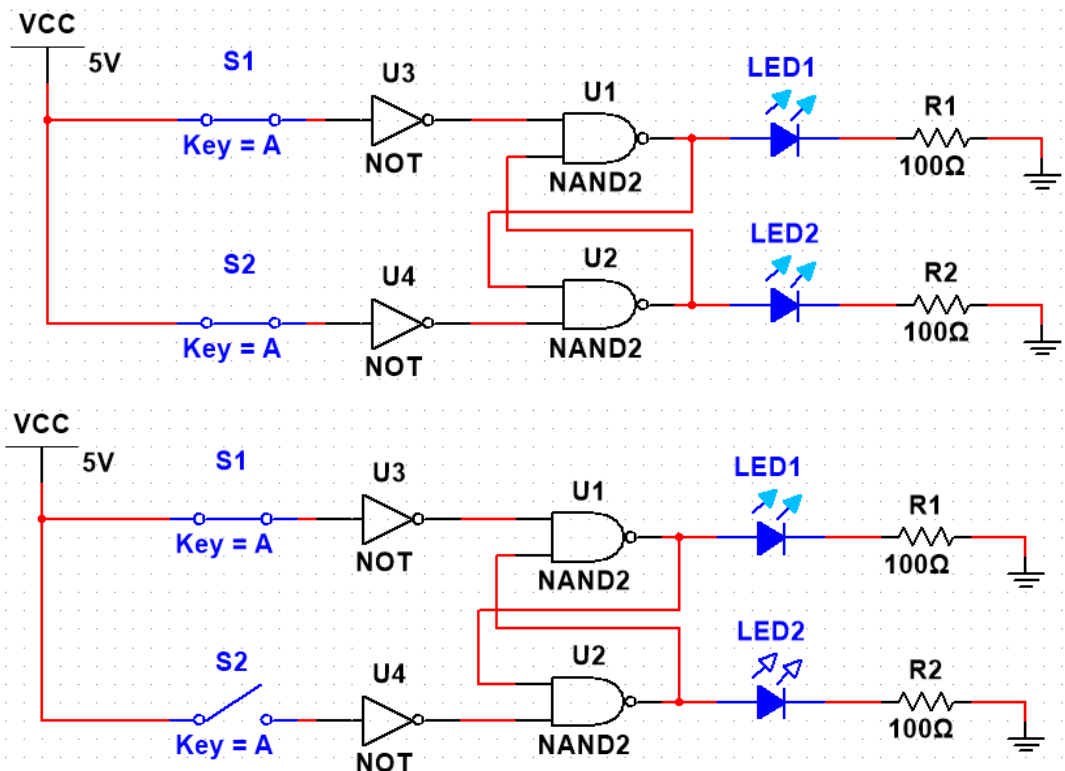 VCC
5V
S1
Key = A
U3
NOT
U1
NAND2
LED1
R1
100Ω
S2
Key = A
U4
NOT
U2
NAND2
LED2
R2
100Ω
VCC
5V
S1
Key = A
U3
NOT
U1
NAND2
LED1
R1
100Ω
S2
Key = A
U4
NOT
U2
NAND2
LED2
R2
100Ω